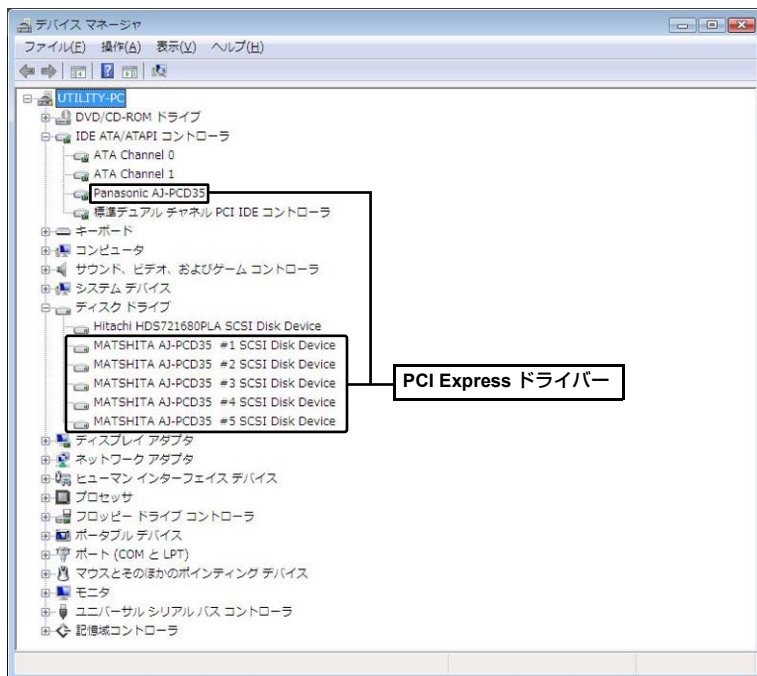 デバイス マネージャ
ファイル(F) 操作(A) 表示(V) ヘルプ(H)
UTILITY-PC
DVD/CD-ROM ドライブ
IDE ATA/ATAPI コントローラ
ATA Channel 0
ATA Channel 1
Panasonic AJ-PCD35
標準デュアル チャネル PCI IDE コントローラ
キーボード
コンピュータ
サウンド、ビデオ、およびゲーム コントローラ
システム デバイス
ディスク ドライブ
Hitachi HDS721680PLA SCSI Disk Device
MATSHITA AJ-PCD35 #1 SCSI Disk Device
MATSHITA AJ-PCD35 #2 SCSI Disk Device
MATSHITA AJ-PCD35 #3 SCSI Disk Device
PCI Express ドライバー
MATSHITA AJ-PCD35 #4 SCSI Disk Device
MATSHITA AJ-PCD35 #5 SCSI Disk Device
ディスプレイ アダプタ
ネットワーク アダプタ
ヒューマン インターフェイス デバイス
プロセッサ
フロッピー ドライブ コントローラ
ポータブル デバイス
ポート (COM と LPT)
マウスとそのほかのポインティング デバイス
モニタ
ユニバーサル シリアル バス コントローラ
記憶域コントローラ